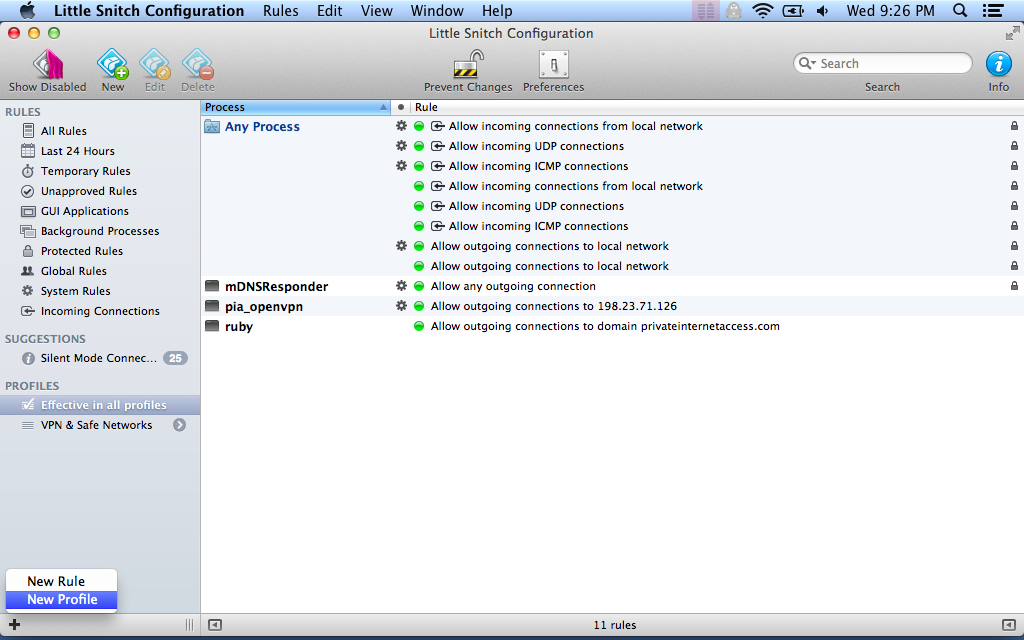 Little Snitch Configuration Rules Edit View Window Help Wed 9:26 PM
Little Snitch Configuration
Show Disabled New Edit Delete Prevent Changes Preferences Search Search Info
RULES
All Rules
Last 24 Hours
Temporary Rules
Unapproved Rules
GUI Applications
Background Processes
Protected Rules
Global Rules
System Rules
Incoming Connections
SUGGESTIONS
Silent Mode Connec... 25
PROFILES
Effective in all profiles
VPN & Safe Networks
New Rule
New Profile
Process Rule
Any Process Allow incoming connections from local network
Allow incoming UDP connections
Allow incoming ICMP connections
Allow incoming connections from local network
Allow incoming UDP connections
Allow incoming ICMP connections
Allow outgoing connections to local network
Allow outgoing connections to local network
mDNSResponder Allow any outgoing connection
pia_openvpn Allow outgoing connections to 198.23.71.126
ruby Allow outgoing connections to domain privateinternetaccess.com
11 rules